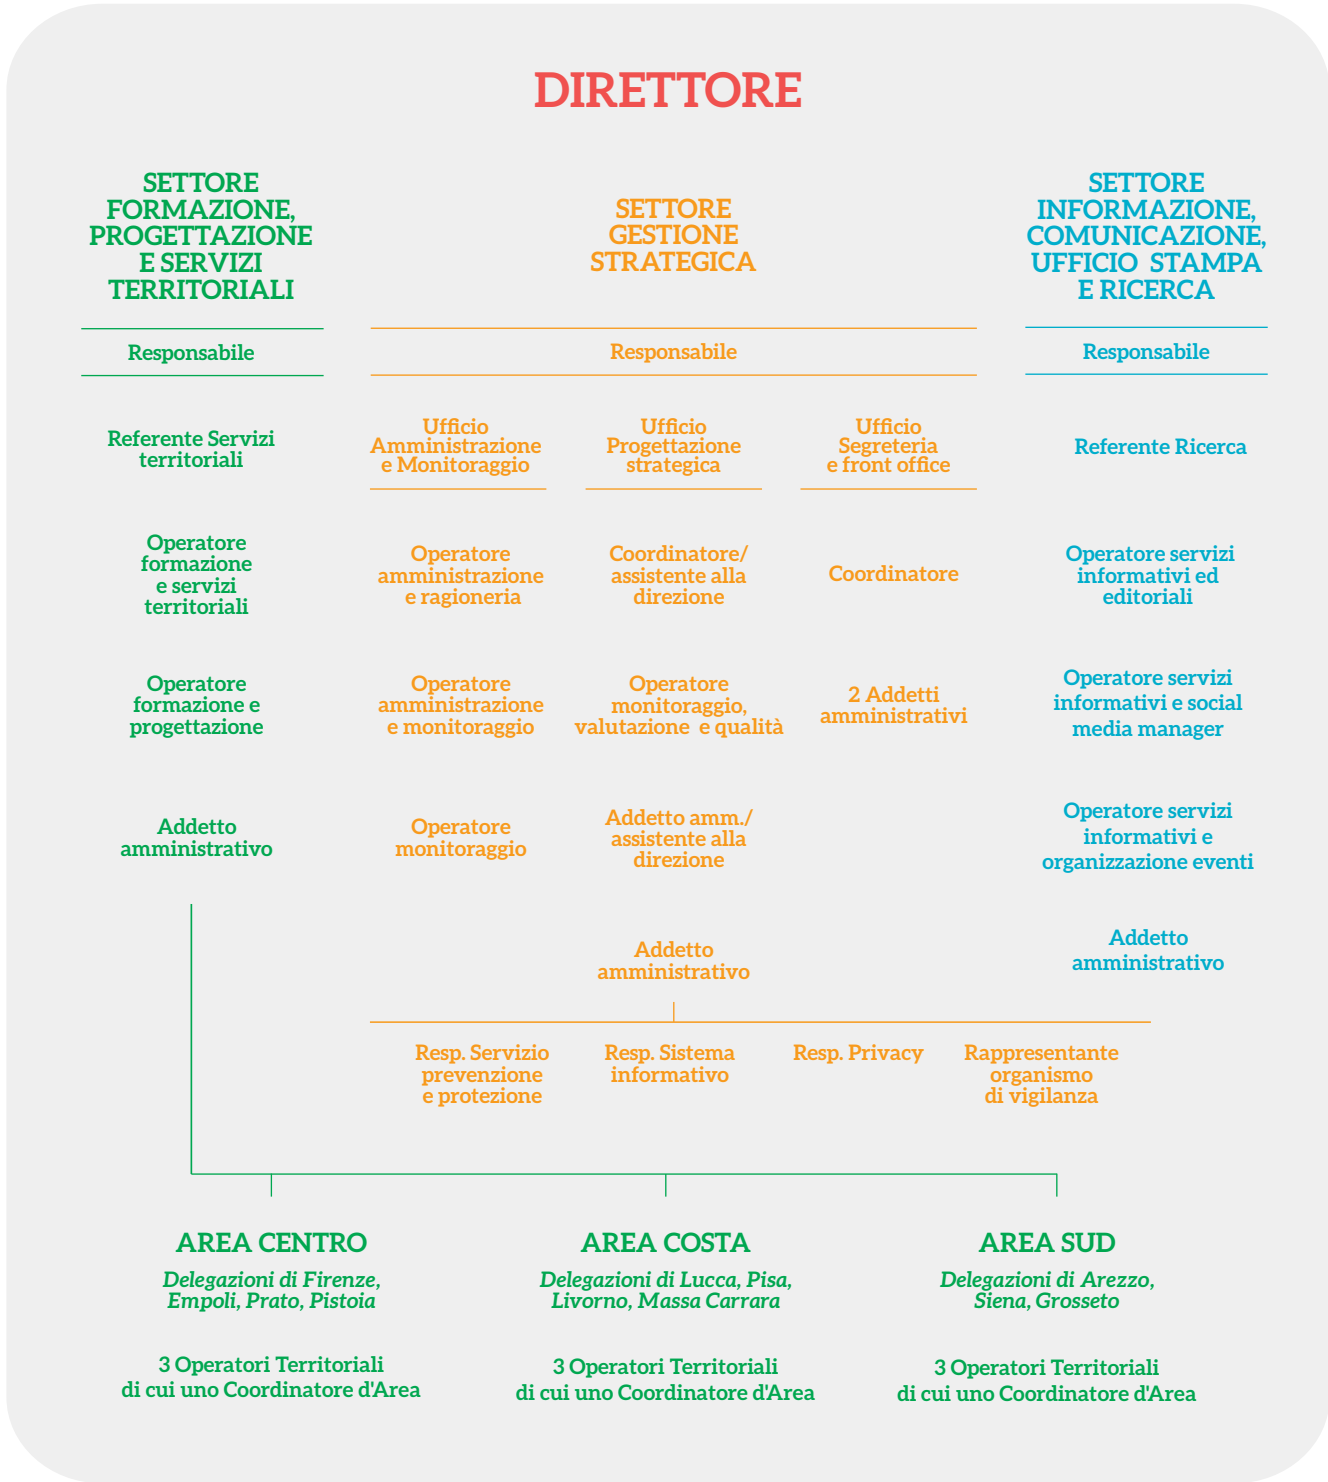 DIRETTORE
SETTORE
FORMAZIONE,
PROGETTAZIONE
E SERVIZI
TERRITORIALI
Responsabile
Referente Servizi
territoriali
Operatore
formazione
e servizi
territoriali
Operatore
formazione e
progettazione
Addetto
amministrativo
SETTORE
GESTIONE
STRATEGICA
Responsabile
Ufficio
Amministrazione
e Monitoraggio
Operatore
amministrazione
e ragioneria
Operatore
amministrazione
e monitoraggio
Operatore
monitoraggio
Ufficio
Progettazione
strategica
Coordinatore/
assistente alla
direzione
Operatore
monitoraggio,
valutazione e qualità
Addetto amm./
assistente alla
direzione
Addetto
amministrativo
Ufficio
Segreteria
e front office
Coordinatore
2 Addetti
amministrativi
Resp. Servizio
prevenzione
e protezione
Resp. Sistema
informativo
Resp. Privacy
Rappresentante
organismo
di vigilanza
SETTORE
INFORMAZIONE,
COMUNICAZIONE,
UFFICIO STAMPA
E RICERCA
Responsabile
Referente Ricerca
Operatore servizi
informativi ed
editoriali
Operatore servizi
informativi e social
media manager
Operatore servizi
informativi e
organizzazione eventi
Addetto
amministrativo
AREA CENTRO
Delegazioni di Firenze,
Empoli, Prato, Pistoia
3 Operatori Territoriali
di cui uno Coordinatore d'Area
AREA COSTA
Delegazioni di Lucca, Pisa,
Livorno, Massa Carrara
3 Operatori Territoriali
di cui uno Coordinatore d'Area
AREA SUD
Delegazioni di Arezzo,
Siena, Grosseto
3 Operatori Territoriali
di cui uno Coordinatore d'Area